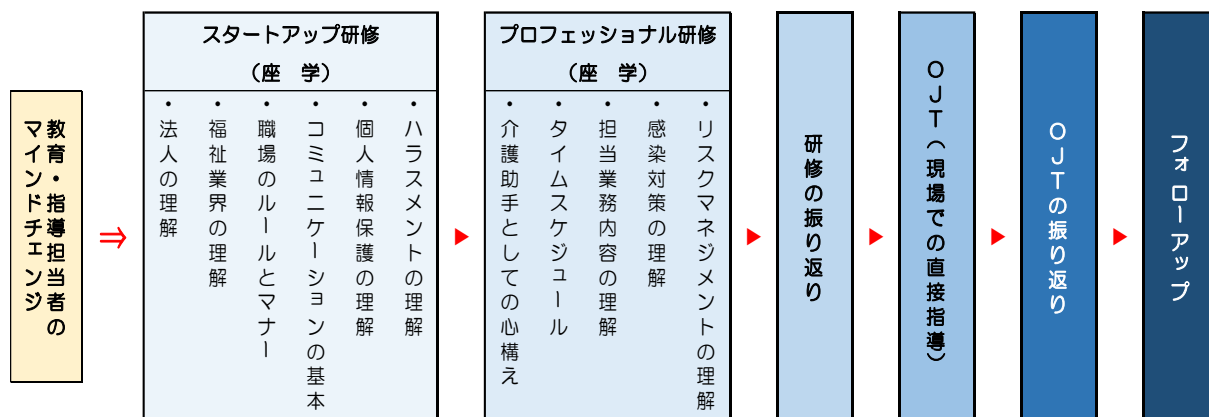 教育・指導担当者の
マインドチェンジ
⇒
スタートアップ研修
（座　学）
・法人の理解
・福祉業界の理解
・職場のルールとマナー
・コミュニケーションの基本
・個人情報保護の理解
・ハラスメントの理解
プロフェッショナル研修
（座　学）
・介護助手としての心構え
・タイムスケジュール
・担当業務内容の理解
・感染対策の理解
・リスクマネジメントの理解
研修の振り返り
ＯＪＴ（現場での直接指導）
ＯＪＴの振り返り
フォローアップ